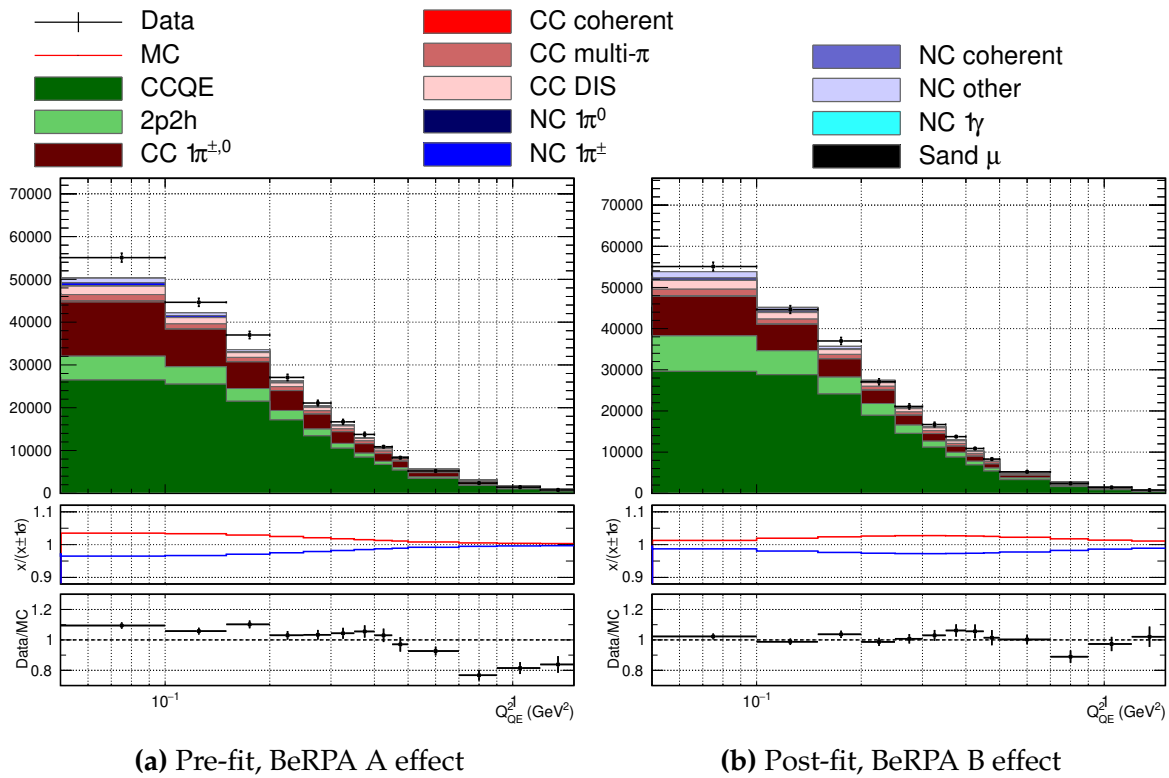 Data
MC
CCQE
2p2h
CC 1π±,0
CC coherent
CC multi-π
CC DIS
NC 1π0
NC 1π±
NC coherent
NC other
NC 1γ
Sand μ
70000
60000
50000
40000
30000
20000
10000
0
1.1
1
0.9
x/(x±1σ)
1.2
1
0.8
Data/MC
10−1
1
Q2QE (GeV2)
(a) Pre-fit, BeRPA A effect
70000
60000
50000
40000
30000
20000
10000
0
1.1
1
0.9
x/(x±1σ)
1.2
1
0.8
Data/MC
10−1
1
Q2QE (GeV2)
(b) Post-fit, BeRPA B effect